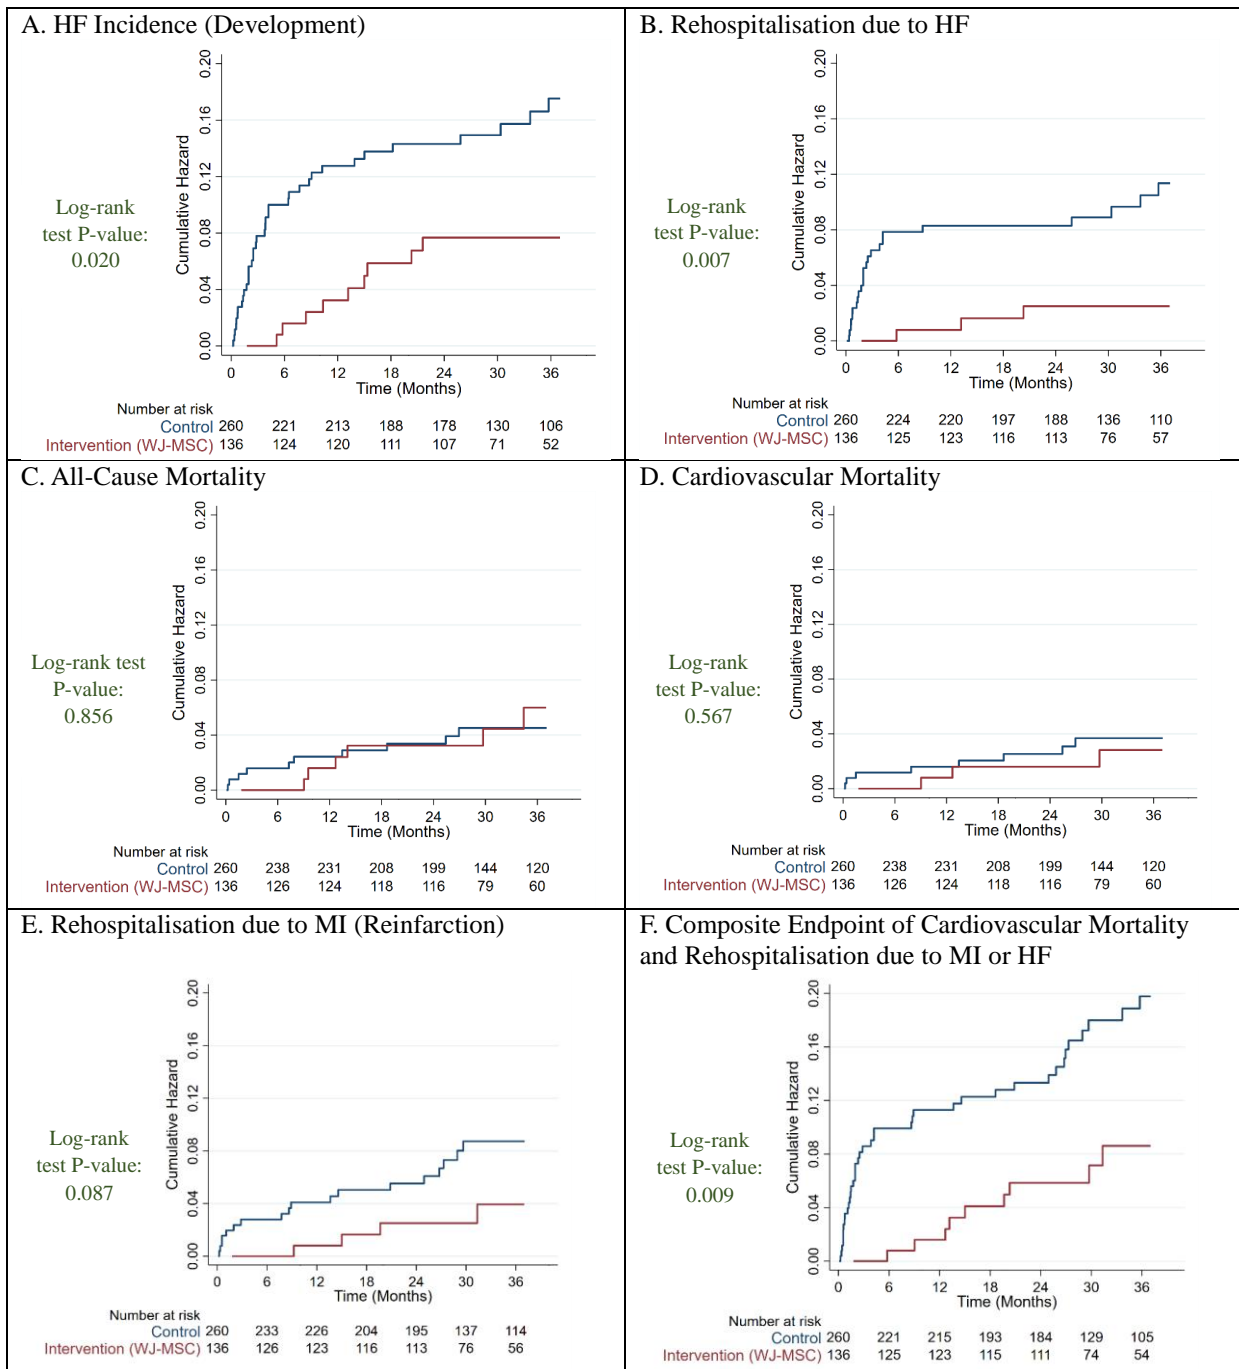 A. HF Incidence (Development)
Log-rank
test P-value:
0.020
Cumulative Hazard
0.20
0.16
0.12
0.08
0.04
0.00
0 6 12 18 24 30 36
Time (Months)
Number at risk
Control 260 221 213 188 178 130 106
Intervention (WJ-MSC) 136 124 120 111 107 71 52
B. Rehospitalisation due to HF
Log-rank
test P-value:
0.007
Cumulative Hazard
0.20
0.16
0.12
0.08
0.04
0.00
0 6 12 18 24 30 36
Time (Months)
Number at risk
Control 260 224 220 197 188 136 110
Intervention (WJ-MSC) 136 125 123 116 113 76 57
C. All-Cause Mortality
Log-rank test
P-value:
0.856
Cumulative Hazard
0.20
0.16
0.12
0.08
0.04
0.00
0 6 12 18 24 30 36
Time (Months)
Number at risk
Control 260 238 231 208 199 144 120
Intervention (WJ-MSC) 136 126 124 118 116 79 60
D. Cardiovascular Mortality
Log-rank
test P-value:
0.567
Cumulative Hazard
0.20
0.16
0.12
0.08
0.04
0.00
0 6 12 18 24 30 36
Time (Months)
Number at risk
Control 260 238 231 208 199 144 120
Intervention (WJ-MSC) 136 126 124 118 116 79 60
E. Rehospitalisation due to MI (Reinfarction)
Log-rank
test P-value:
0.087
Cumulative Hazard
0.20
0.16
0.12
0.08
0.04
0.00
0 6 12 18 24 30 36
Time (Months)
Number at risk
Control 260 233 226 204 195 137 114
Intervention (WJ-MSC) 136 126 123 116 113 76 56
F. Composite Endpoint of Cardiovascular Mortality
and Rehospitalisation due to MI or HF
Log-rank
test P-value:
0.009
Cumulative Hazard
0.20
0.16
0.12
0.08
0.04
0.00
0 6 12 18 24 30 36
Time (Months)
Number at risk
Control 260 221 215 193 184 129 105
Intervention (WJ-MSC) 136 125 123 115 111 74 54